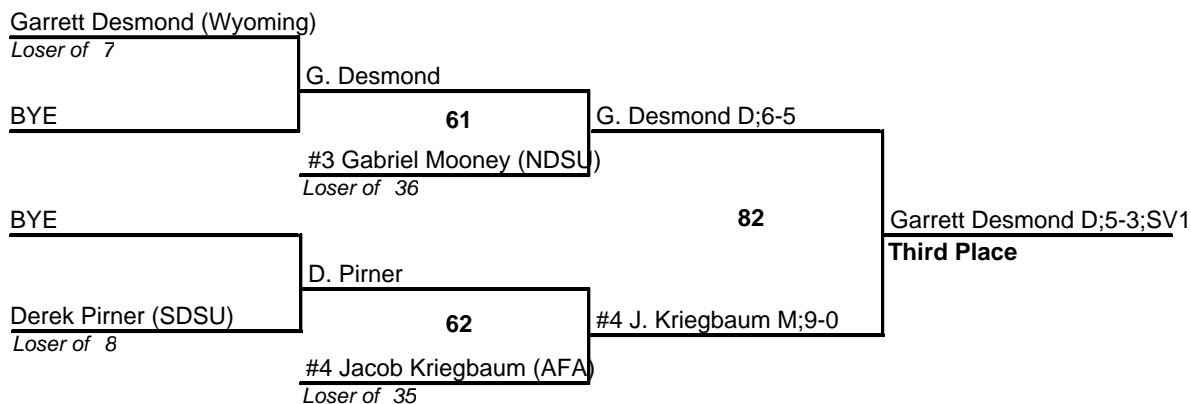 Garrett Desmond (Wyoming)
Loser of 7
G. Desmond
BYE
61
G. Desmond D;6-5
#3 Gabriel Mooney (NDSU)
Loser of 36
BYE
82
Garrett Desmond D;5-3;SV1
Third Place
D. Pirner
Derek Pirner (SDSU)
Loser of 8
62
#4 J. Kriegbaum M;9-0
#4 Jacob Kriegbaum (AFA)
Loser of 35